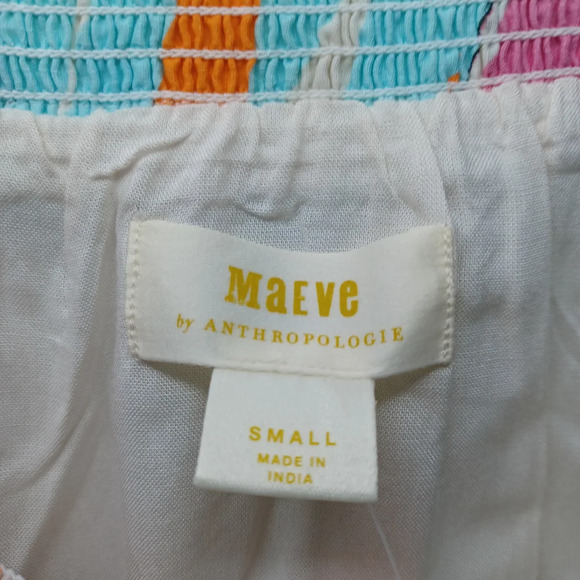 MaEve
by ANTHROPOLOGIE
SMALL
MADE IN
INDIA